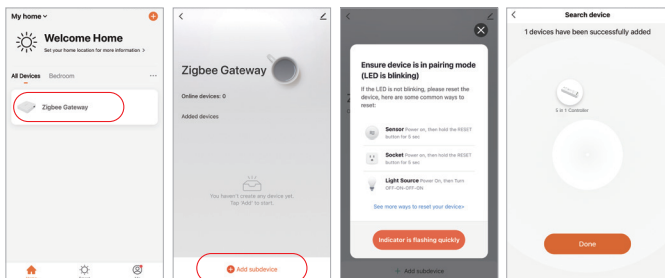 My home
Welcome Home
Set your home location for more information >
All Devices Bedroom ...
Zigbee Gateway
Zigbee Gateway
Online devices: 0
Added devices
You haven't create any device yet.
Tap 'Add' to start.
Add subdevice
Ensure device is in pairing mode
(LED is blinking)
If the LED is not blinking, please reset the
device, here are some common ways to
reset:
Sensor Power on, then hold the RESET
button for 5 sec
Socket Power on, then hold the RESET
button for 5 sec
Light Source Power On, then Turn
OFF-ON-OFF-ON
See more ways to reset your device>
Indicator is flashing quickly
+ Add subdevice
Search device
1 devices have been successfully added
5 in 1 Controller
Done